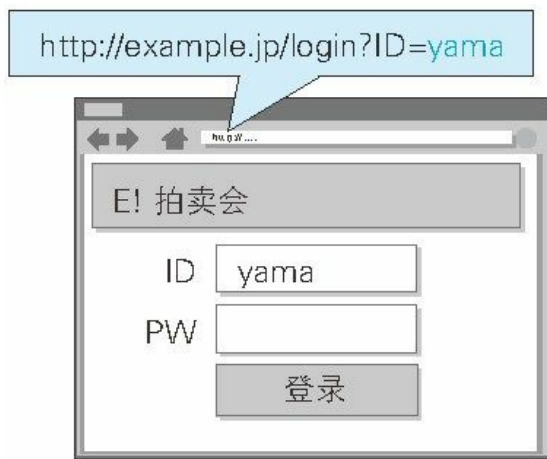 http://example.jp/login?ID=yama
E! 拍卖会
ID yama
PW
登录